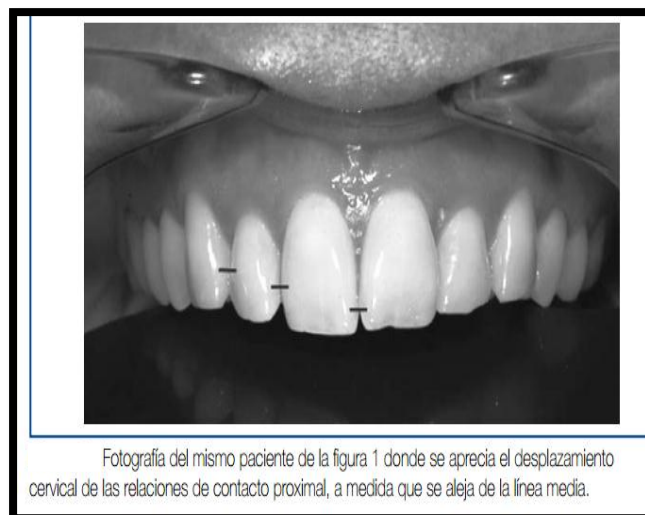 Fotografía del mismo paciente de la figura 1 donde se aprecia el desplazamiento
cervical de las relaciones de contacto proximal, a medida que se aleja de la línea media.